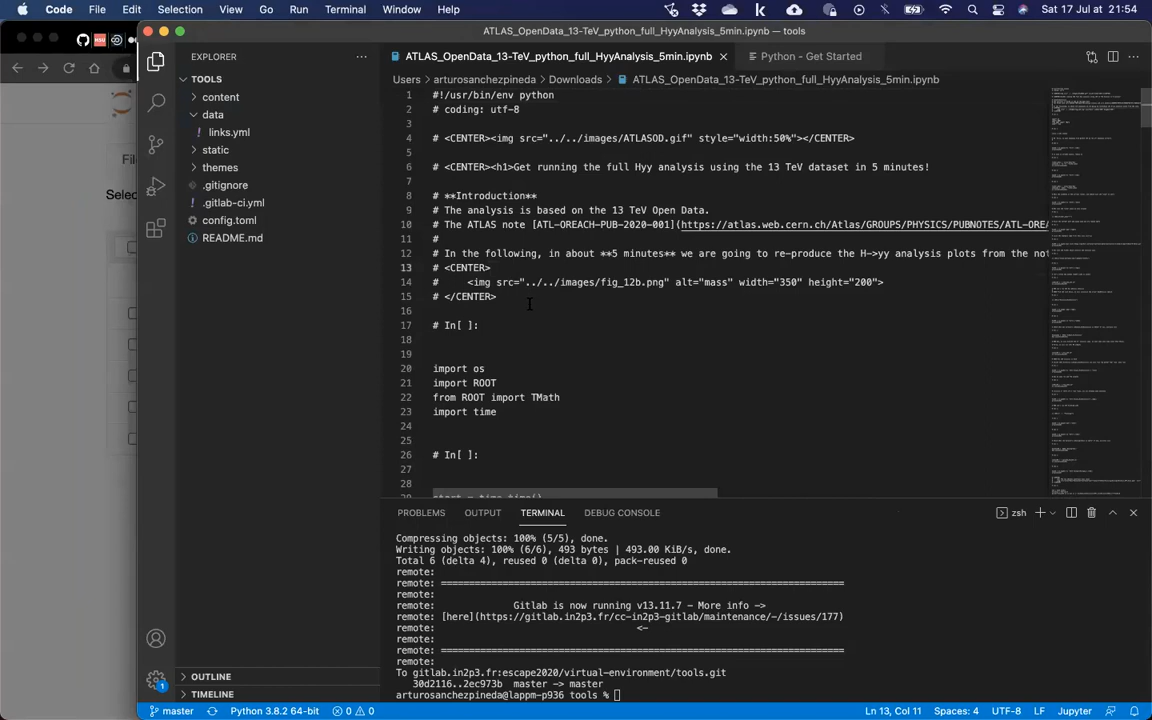 Code File Edit Selection View Go Run Terminal Window Help Sat 17 Jul at 21:54
ATLAS_OpenData_13-TeV_python_full_HyyAnalysis_5min.ipynb — tools
EXPLORER
ATLAS_OpenData_13-TeV_python_full_HyyAnalysis_5min.ipynb
Python - Get Started
TOOLS
Users > arturosanchezpineda > Downloads > ATLAS_OpenData_13-TeV_python_full_HyyAnalysis_5min.ipynb
content
data
links.yml
static
themes
.gitignore
.gitlab-ci.yml
config.toml
README.md
Fil
Selec
1 #!/usr/bin/env python
2 # coding: utf-8
3
4 # <CENTER><img src="../../images/ATLASOD.gif" style="width:50%"></CENTER>
5
6 # <CENTER><h1>Get running the full Hyy analysis using the 13 TeV dataset in 5 minutes!
7
8 # **Introduction**
9 # The analysis is based on the 13 TeV Open Data.
10 # The ATLAS note [ATL-OREACH-PUB-2020-001](https://atlas.web.cern.ch/Atlas/GROUPS/PHYSICS/PUBNOTES/ATL-OREA
11 #
12 # In the following, in about **5 minutes** we are going to re-produce the H->yy analysis plots from the not
13 # <CENTER>
14 #     <img src="../../images/fig_12b.png" alt="mass" width="350" height="200">
15 # </CENTER>
16
17 # In[ ]:
18
19
20 import os
21 import ROOT
22 from ROOT import TMath
23 import time
24
25
26 # In[ ]:
27
28
29 start = time.time()
PROBLEMS OUTPUT TERMINAL DEBUG CONSOLE zsh
Compressing objects: 100% (5/5), done.
Writing objects: 100% (6/6), 493 bytes | 493.00 KiB/s, done.
Total 6 (delta 4), reused 0 (delta 0), pack-reused 0
remote:
remote: ========================================================================
remote:
remote:             Gitlab is now running v13.11.7 - More info ->
remote: [here](https://gitlab.in2p3.fr/cc-in2p3-gitlab/maintenance/-/issues/177)
remote:                                  <-
remote:
remote: ========================================================================
remote:
To gitlab.in2p3.fr:escape2020/virtual-environment/tools.git
   30d2116..2ec973b  master -> master
arturosanchezpineda@lappm-p936 tools %
OUTLINE
TIMELINE
1
master Python 3.8.2 64-bit 0 0 Ln 13, Col 11 Spaces: 4 UTF-8 LF Jupyter